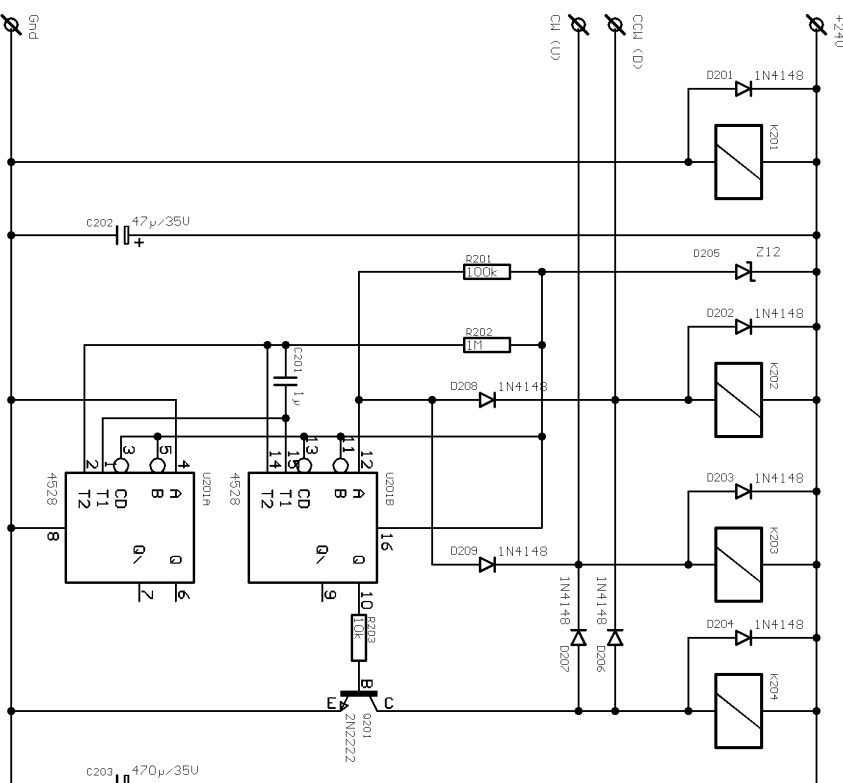 Gnd
CW (U)
CCW (D)
+24V
D201 1N4148
K201
C202 47µ/35V
+
R201
100k
D205 Z12
D202 1N4148
R202
1M
C201
1µ
D208 1N4148
K202
2 1 3 5 4
14 15 13 11 12
T2 T1 CD B A
T2 T1 CD B A
4528
U201A
4528
U201B
D203 1N4148
K203
8
16
Q\ Q
Q\ Q
D209 1N4148
7 6
9 10
R203
10k
1N4148
D207
1N4148
D206
D204 1N4148
K204
B
E C
Q201
2N2222
C203 470µ/35V